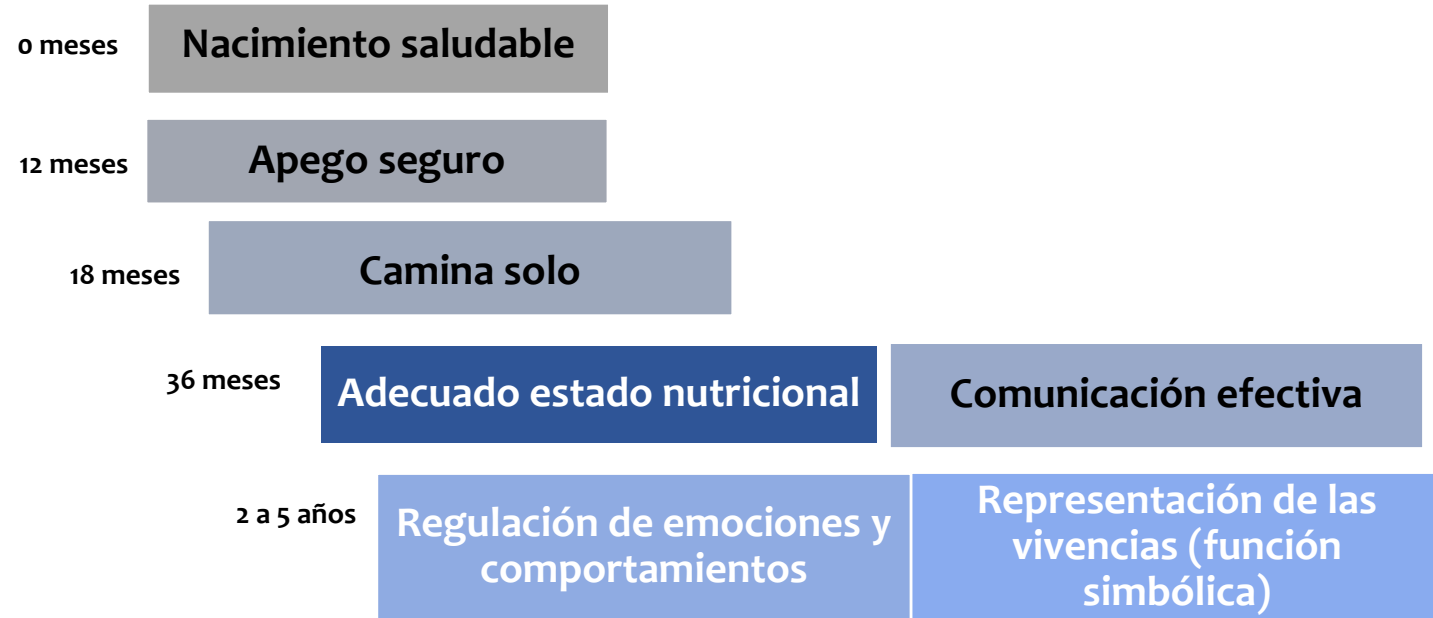 0 meses
Nacimiento saludable
12 meses
Apego seguro
18 meses
Camina solo
36 meses
Adecuado estado nutricional
Comunicación efectiva
2 a 5 años
Regulación de emociones y
comportamientos
Representación de las
vivencias (función
simbólica)